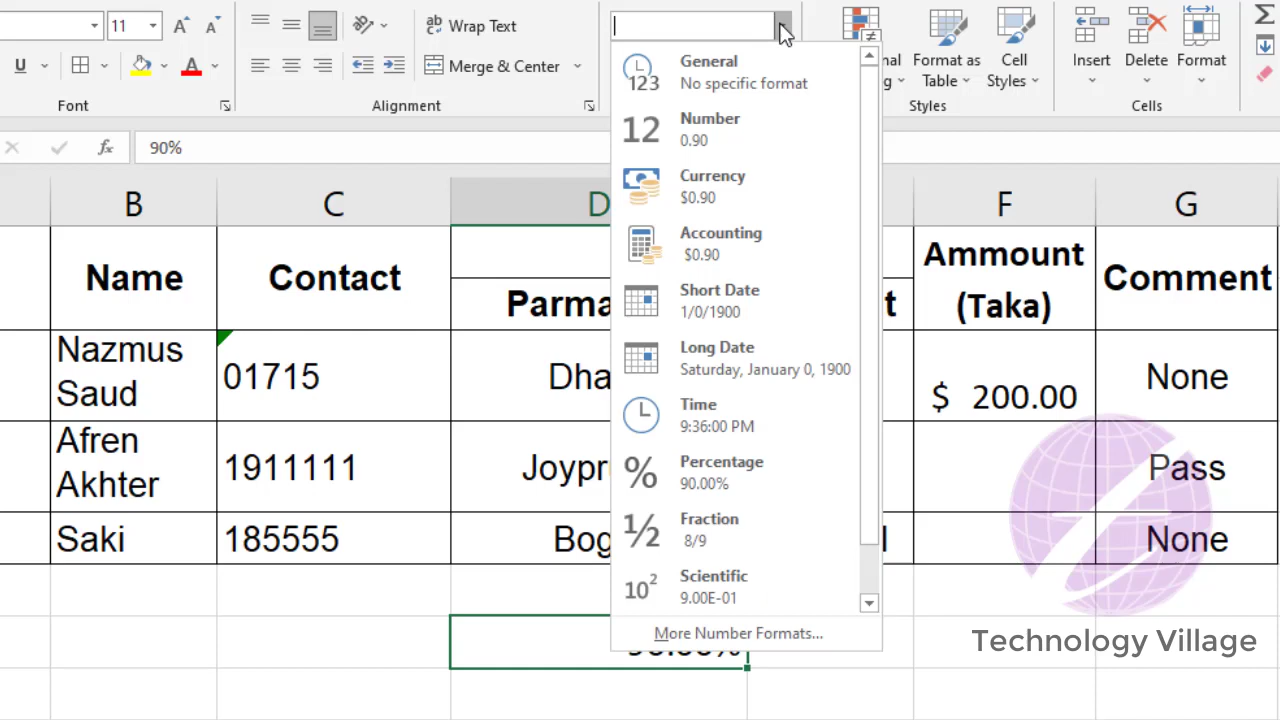 11
Wrap Text
Merge & Center
Format as
Cell
Table
Styles
Insert
Delete
Format
U
A
Font
Alignment
Styles
Cells
fx
90%
General
No specific format
Number
0.90
Currency
$0.90
Accounting
$0.90
Short Date
1/0/1900
Long Date
Saturday, January 0, 1900
Time
9:36:00 PM
Percentage
90.00%
Fraction
8/9
Scientific
9.00E-01
More Number Formats...
B
C
D
F
G
Name
Contact
Ammount
(Taka)
Comment
Nazmus
Saud
01715
$ 200.00
None
Afren
Akhter
1911111
Pass
Saki
185555
None
Technology Village